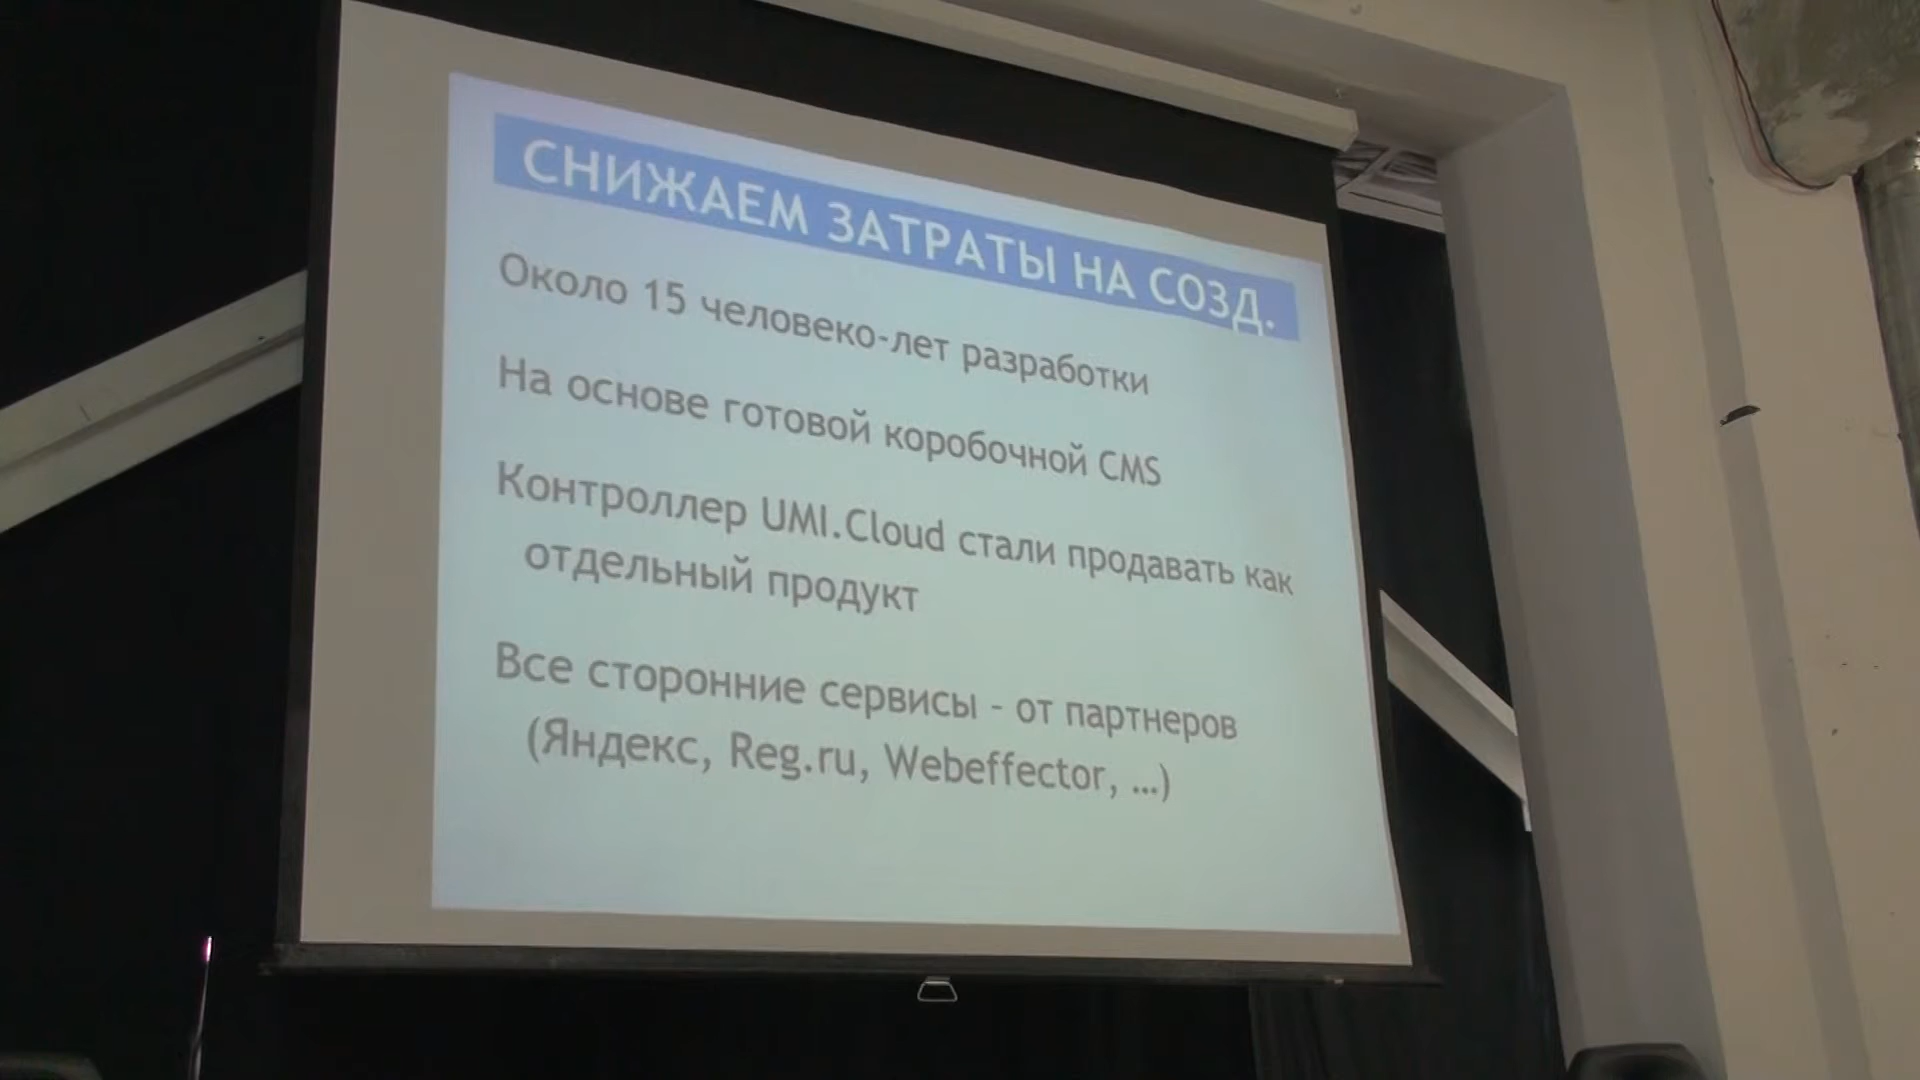 СНИЖАЕМ ЗАТРАТЫ НА СОЗД.
Около 15 человеко-лет разработки
На основе готовой коробочной CMS
Контроллер UMI.Cloud стали продавать как
отдельный продукт
Все сторонние сервисы - от партнеров
(Яндекс, Reg.ru, Webeffector, ...)